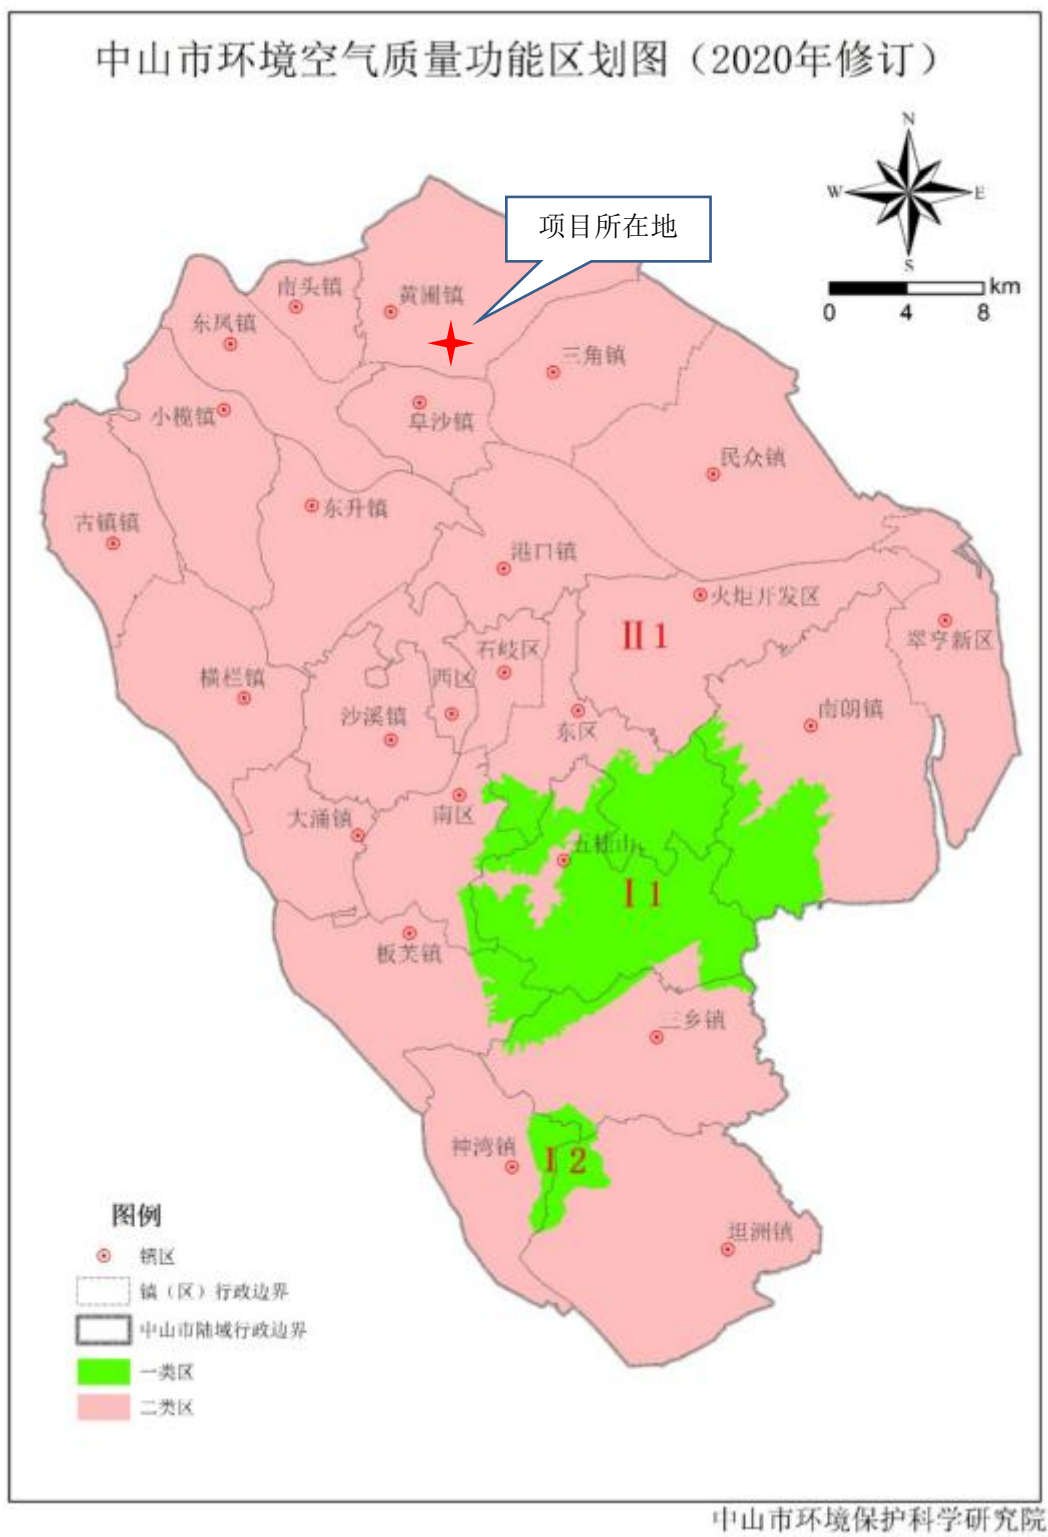 中山市环境空气质量功能区划图（2020年修订）
N
W
E
S
km
0 4 8
项目所在地
南头镇
黄圃镇
东凤镇
三角镇
小榄镇
阜沙镇
民众镇
东升镇
古镇镇
港口镇
火炬开发区
II 1
翠亨新区
石岐区
横栏镇
西区
沙溪镇
南朗镇
东区
大涌镇
南区
五桂山
I 1
板芙镇
三乡镇
神湾镇
I 2
坦洲镇
图例
镇区
镇（区）行政边界
中山市陆域行政边界
一类区
二类区
中山市环境保护科学研究院